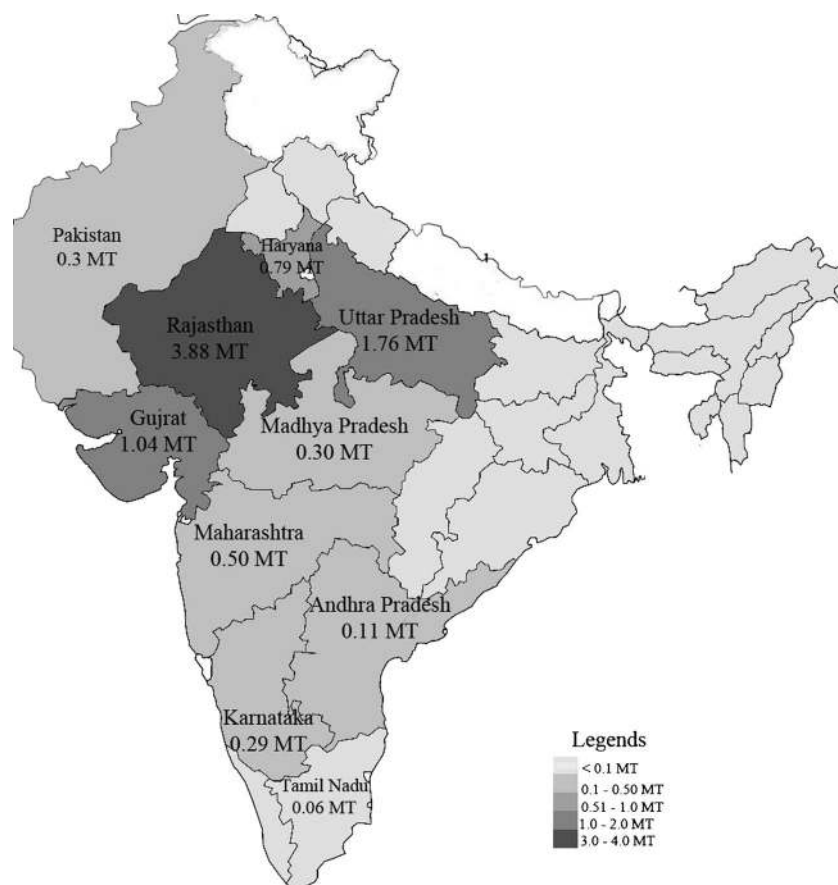 Pakistan
0.3 MT
Haryana
0.79 MT
Rajasthan
3.88 MT
Uttar Pradesh
1.76 MT
Gujrat
1.04 MT
Madhya Pradesh
0.30 MT
Maharashtra
0.50 MT
Andhra Pradesh
0.11 MT
Karnataka
0.29 MT
Tamil Nadu
0.06 MT
Legends
< 0.1 MT
0.1 - 0.50 MT
0.51 - 1.0 MT
1.0 - 2.0 MT
3.0 - 4.0 MT